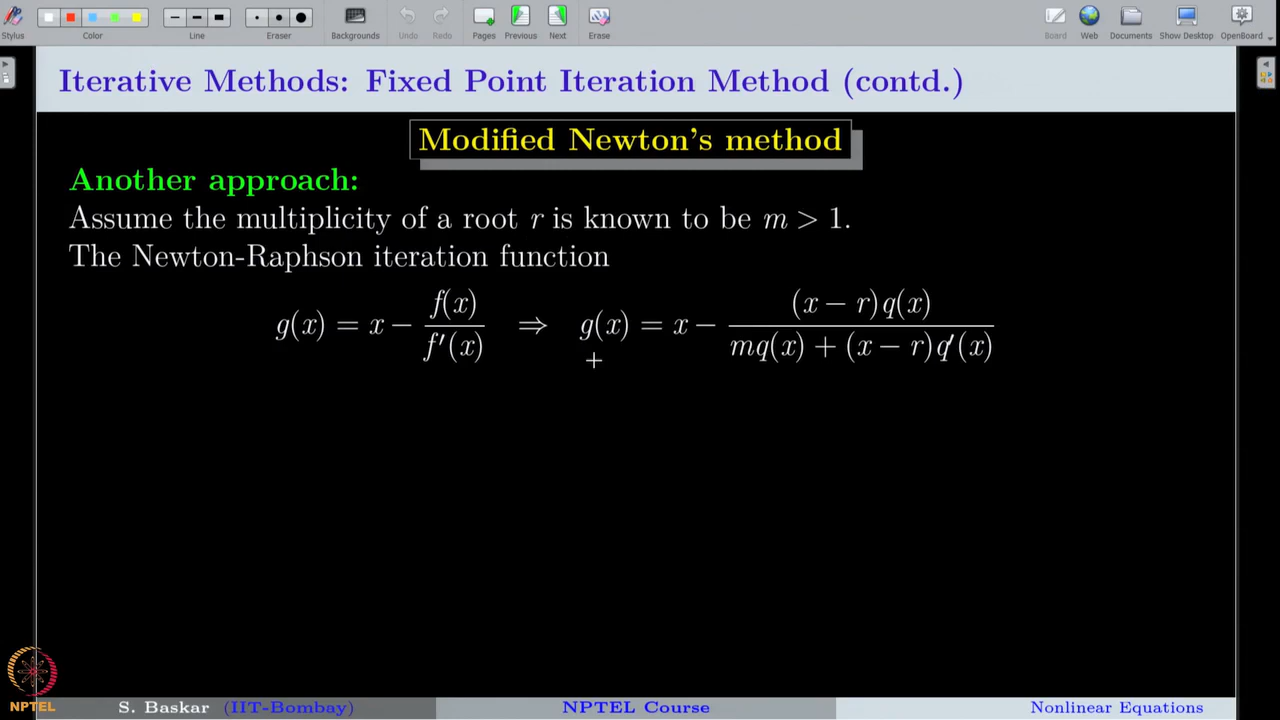 Stylus Color Line Eraser Backgrounds Undo Redo Pages Previous Next Erase Board Web Documents Show Desktop OpenBoard
Iterative Methods: Fixed Point Iteration Method (contd.)
Modified Newton's method
Another approach:
Assume the multiplicity of a root r is known to be m > 1.
The Newton-Raphson iteration function
g(x) = x − f(x) / f′(x) ⇒ g(x) = x − (x − r)q(x) / mq(x) + (x − r)q′(x)
NPTEL
S. Baskar (IIT-Bombay) NPTEL Course Nonlinear Equations